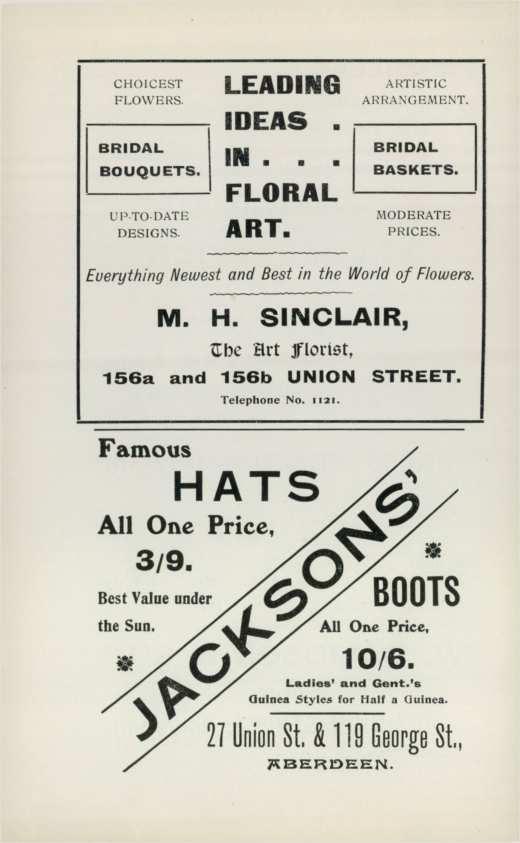 CHOICEST
FLOWERS.
BRIDAL
BOUQUETS.
UP-TO-DATE
DESIGNS.
LEADING
IDEAS .
IN . . .
FLORAL
ART.
ARTISTIC
ARRANGEMENT.
BRIDAL
BASKETS.
MODERATE
PRICES.
Everything Newest and Best in the World of Flowers.
M. H. SINCLAIR,
The Art Florist,
156a and 156b UNION STREET.
Telephone No. 1121.
Famous
HATS
All One Price,
3/9.
Best Value under
the Sun.
JACKSONS'
BOOTS
All One Price,
10/6.
Ladies' and Gent.'s
Guinea Styles for Half a Guinea.
27 Union St. & 119 George St.,
ABERDEEN.